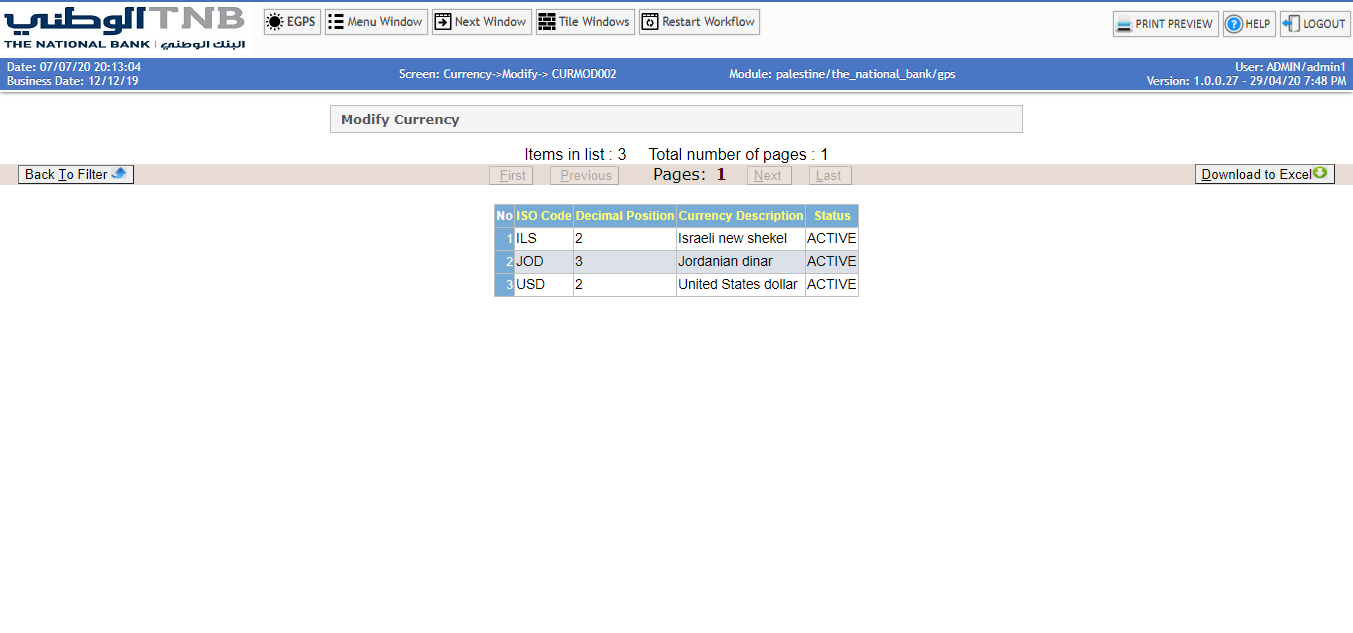 الوطني TNB
THE NATIONAL BANK | البنك الوطني
EGPS Menu Window Next Window Tile Windows Restart Workflow
PRINT PREVIEW HELP LOGOUT
Date: 07/07/20 20:13:04
Business Date: 12/12/19
Screen: Currency->Modify-> CURMOD002
Module: palestine/the_national_bank/gps
User: ADMIN/admin1
Version: 1.0.0.27 - 29/04/20 7:48 PM
Modify Currency
Items in list : 3 Total number of pages : 1
Back To Filter First Previous Pages: 1 Next Last Download to Excel
No ISO Code Decimal Position Currency Description Status
1 ILS 2 Israeli new shekel ACTIVE
2 JOD 3 Jordanian dinar ACTIVE
3 USD 2 United States dollar ACTIVE